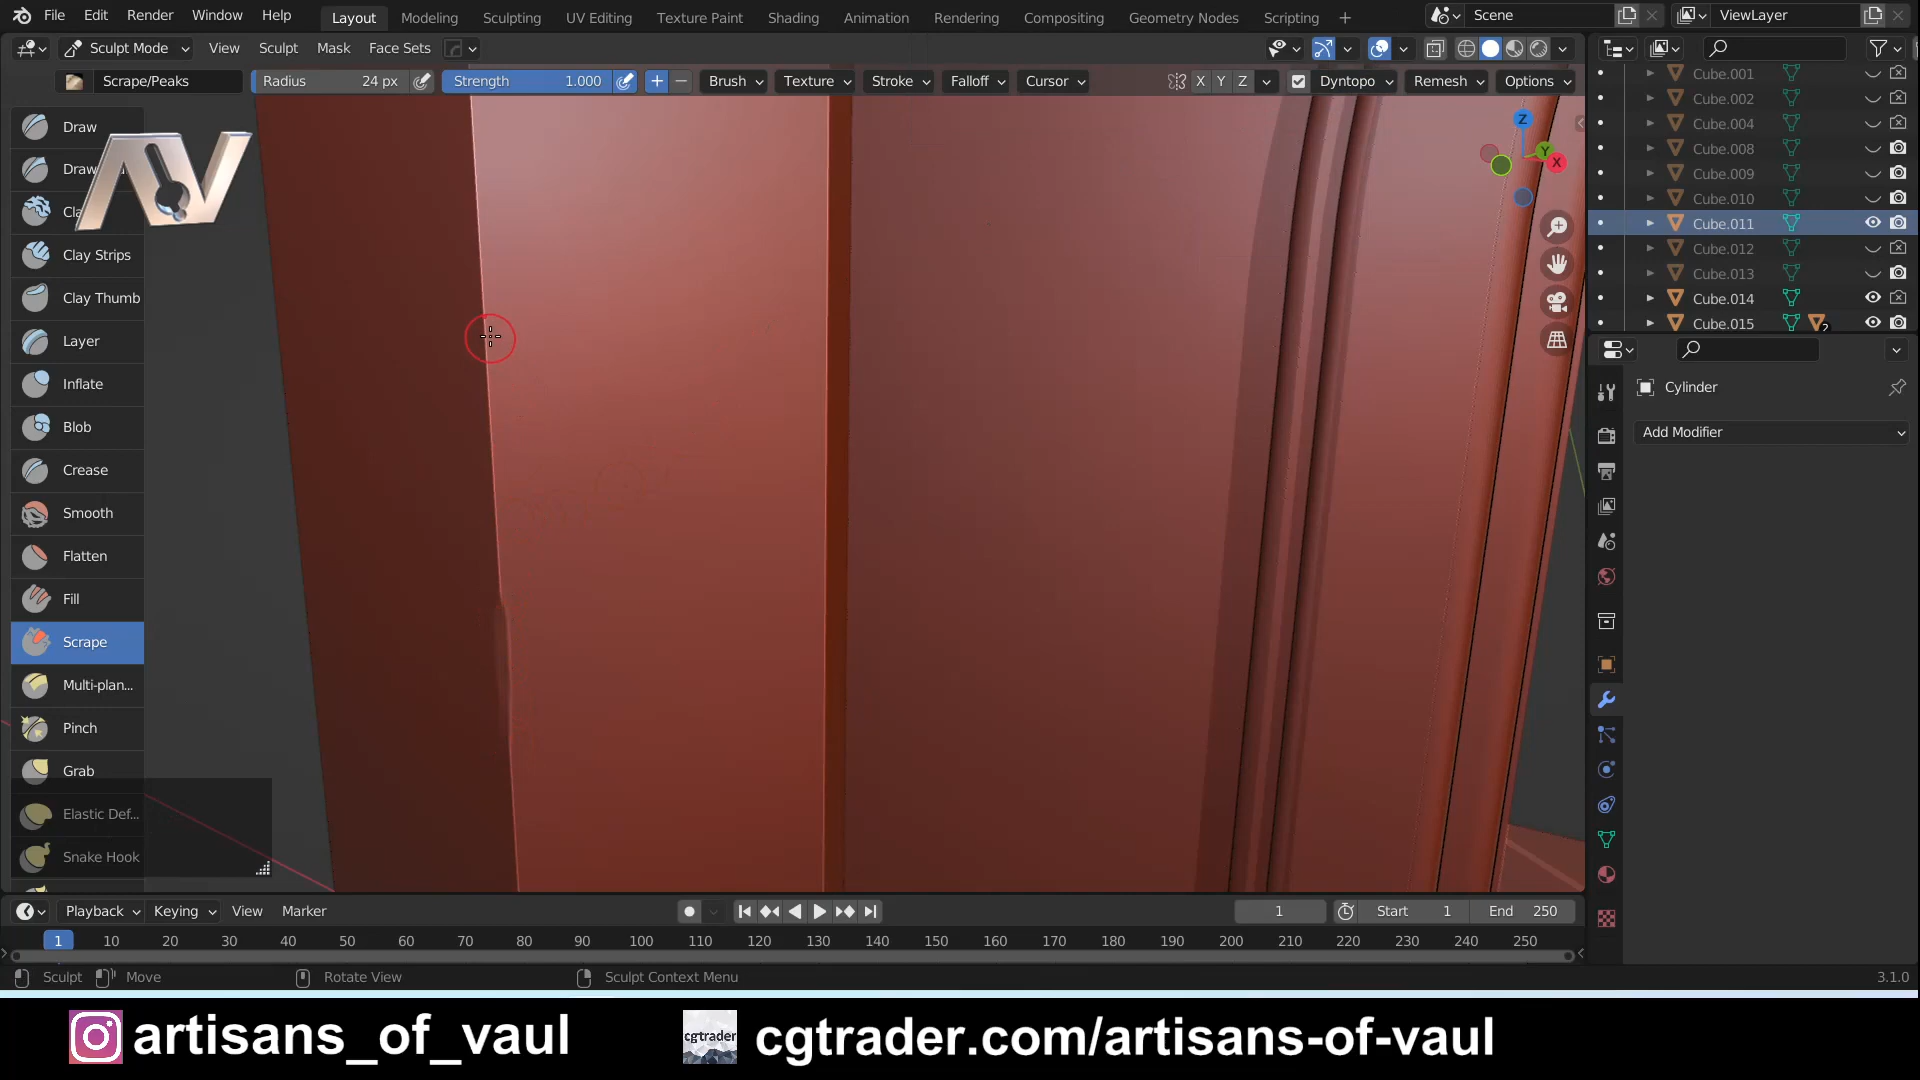 File Edit Render Window Help Layout Modeling Sculpting UV Editing Texture Paint Shading Animation Rendering Compositing Geometry Nodes Scripting Scene ViewLayer
Sculpt Mode View Sculpt Mask Face Sets
Scrape/Peaks Radius 24 px Strength 1.000 Brush Texture Stroke Falloff Cursor X Y Z Dyntopo Remesh Options
Cube.001
Cube.002
Cube.004
Cube.008
Cube.009
Cube.010
Cube.011
Cube.012
Cube.013
Cube.014
Cube.015
2
Z
Y
X
Draw
Draw
Cla
Clay Strips
Clay Thumb
Layer
Inflate
Blob
Crease
Smooth
Flatten
Fill
Scrape
Multi-plan...
Pinch
Grab
Elastic Def...
Snake Hook
AV
Cylinder
Add Modifier
Playback Keying View Marker 1 Start 1 End 250
1 10 20 30 40 50 60 70 80 90 100 110 120 130 140 150 160 170 180 190 200 210 220 230 240 250
Sculpt Move Rotate View Sculpt Context Menu 3.1.0
artisans_of_vaul cgtrader cgtrader.com/artisans-of-vaul